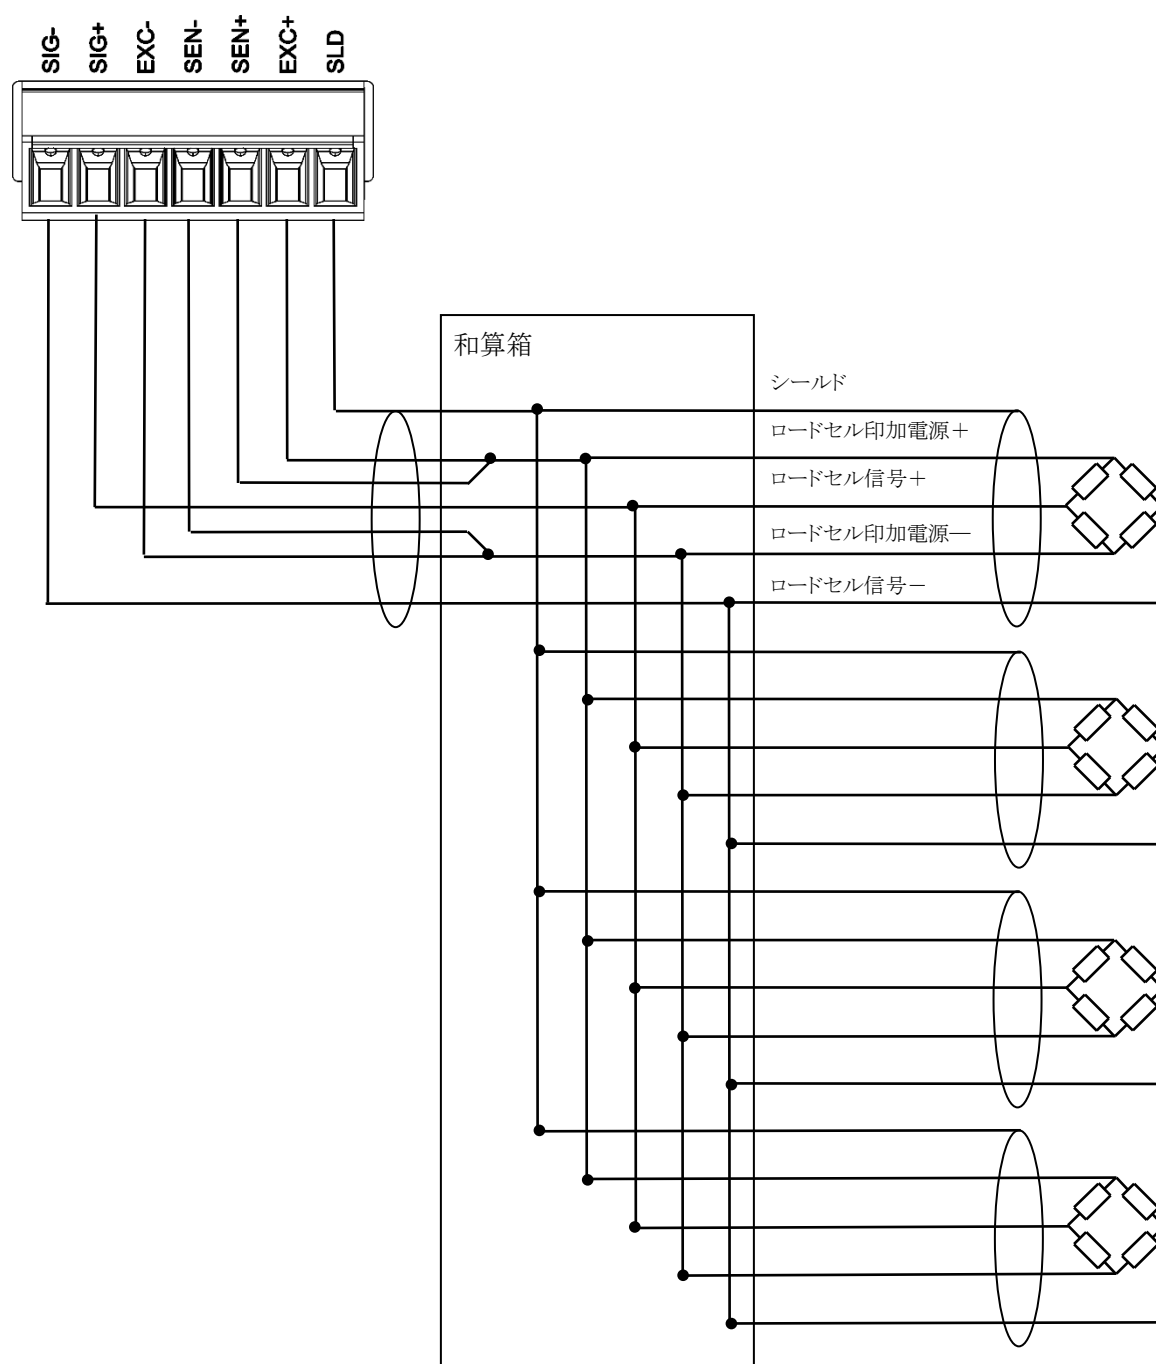 SIG-
SIG+
EXC-
SEN-
SEN+
EXC+
SLD
和算箱
シールド
ロードセル印加電源＋
ロードセル信号＋
ロードセル印加電源―
ロードセル信号－